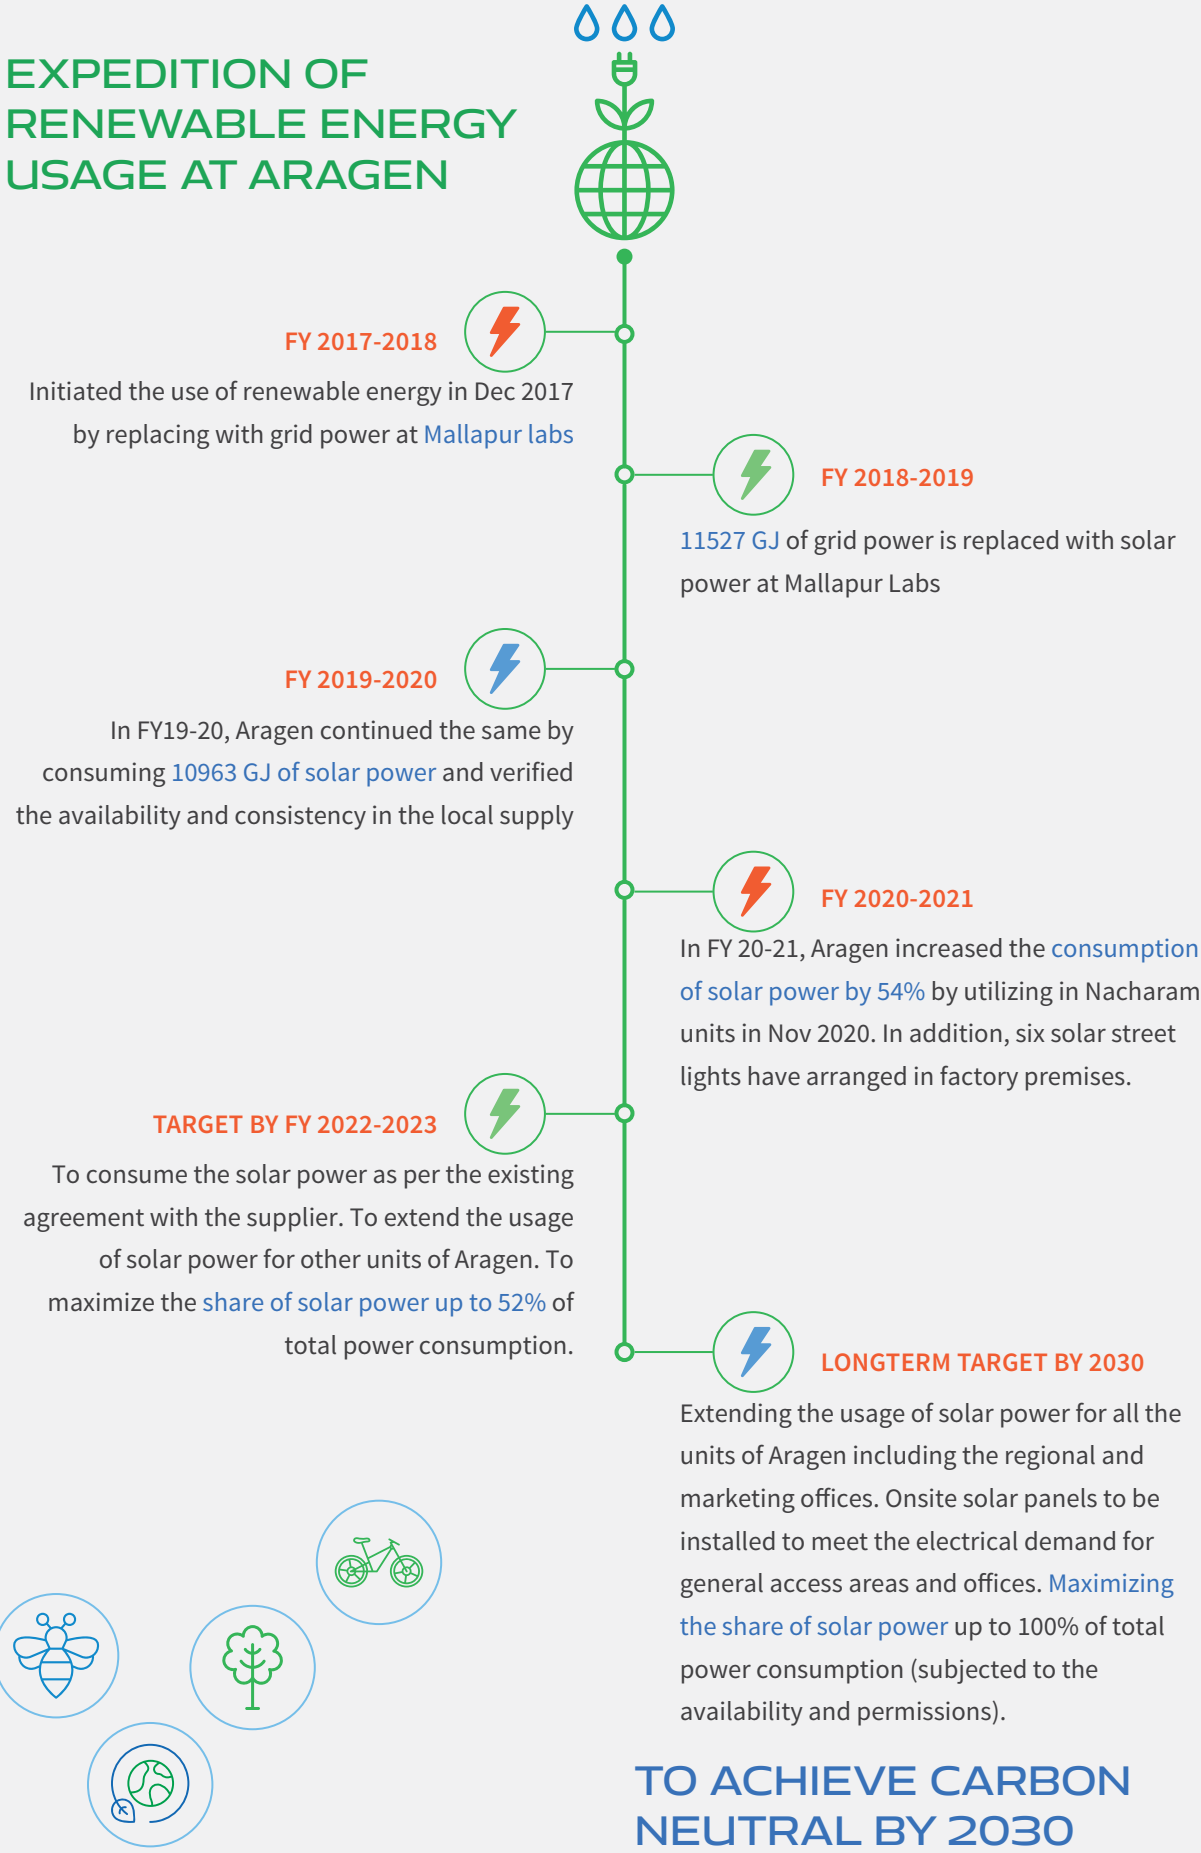 EXPEDITION OF
RENEWABLE ENERGY
USAGE AT ARAGEN
FY 2017-2018
Initiated the use of renewable energy in Dec 2017
by replacing with grid power at Mallapur labs
FY 2018-2019
11527 GJ of grid power is replaced with solar
power at Mallapur Labs
FY 2019-2020
In FY19-20, Aragen continued the same by
consuming 10963 GJ of solar power and verified
the availability and consistency in the local supply
FY 2020-2021
In FY 20-21, Aragen increased the consumption
of solar power by 54% by utilizing in Nacharam
units in Nov 2020. In addition, six solar street
lights have arranged in factory premises.
TARGET BY FY 2022-2023
To consume the solar power as per the existing
agreement with the supplier. To extend the usage
of solar power for other units of Aragen. To
maximize the share of solar power up to 52% of
total power consumption.
LONGTERM TARGET BY 2030
Extending the usage of solar power for all the
units of Aragen including the regional and
marketing offices. Onsite solar panels to be
installed to meet the electrical demand for
general access areas and offices. Maximizing
the share of solar power up to 100% of total
power consumption (subjected to the
availability and permissions).
TO ACHIEVE CARBON
NEUTRAL BY 2030